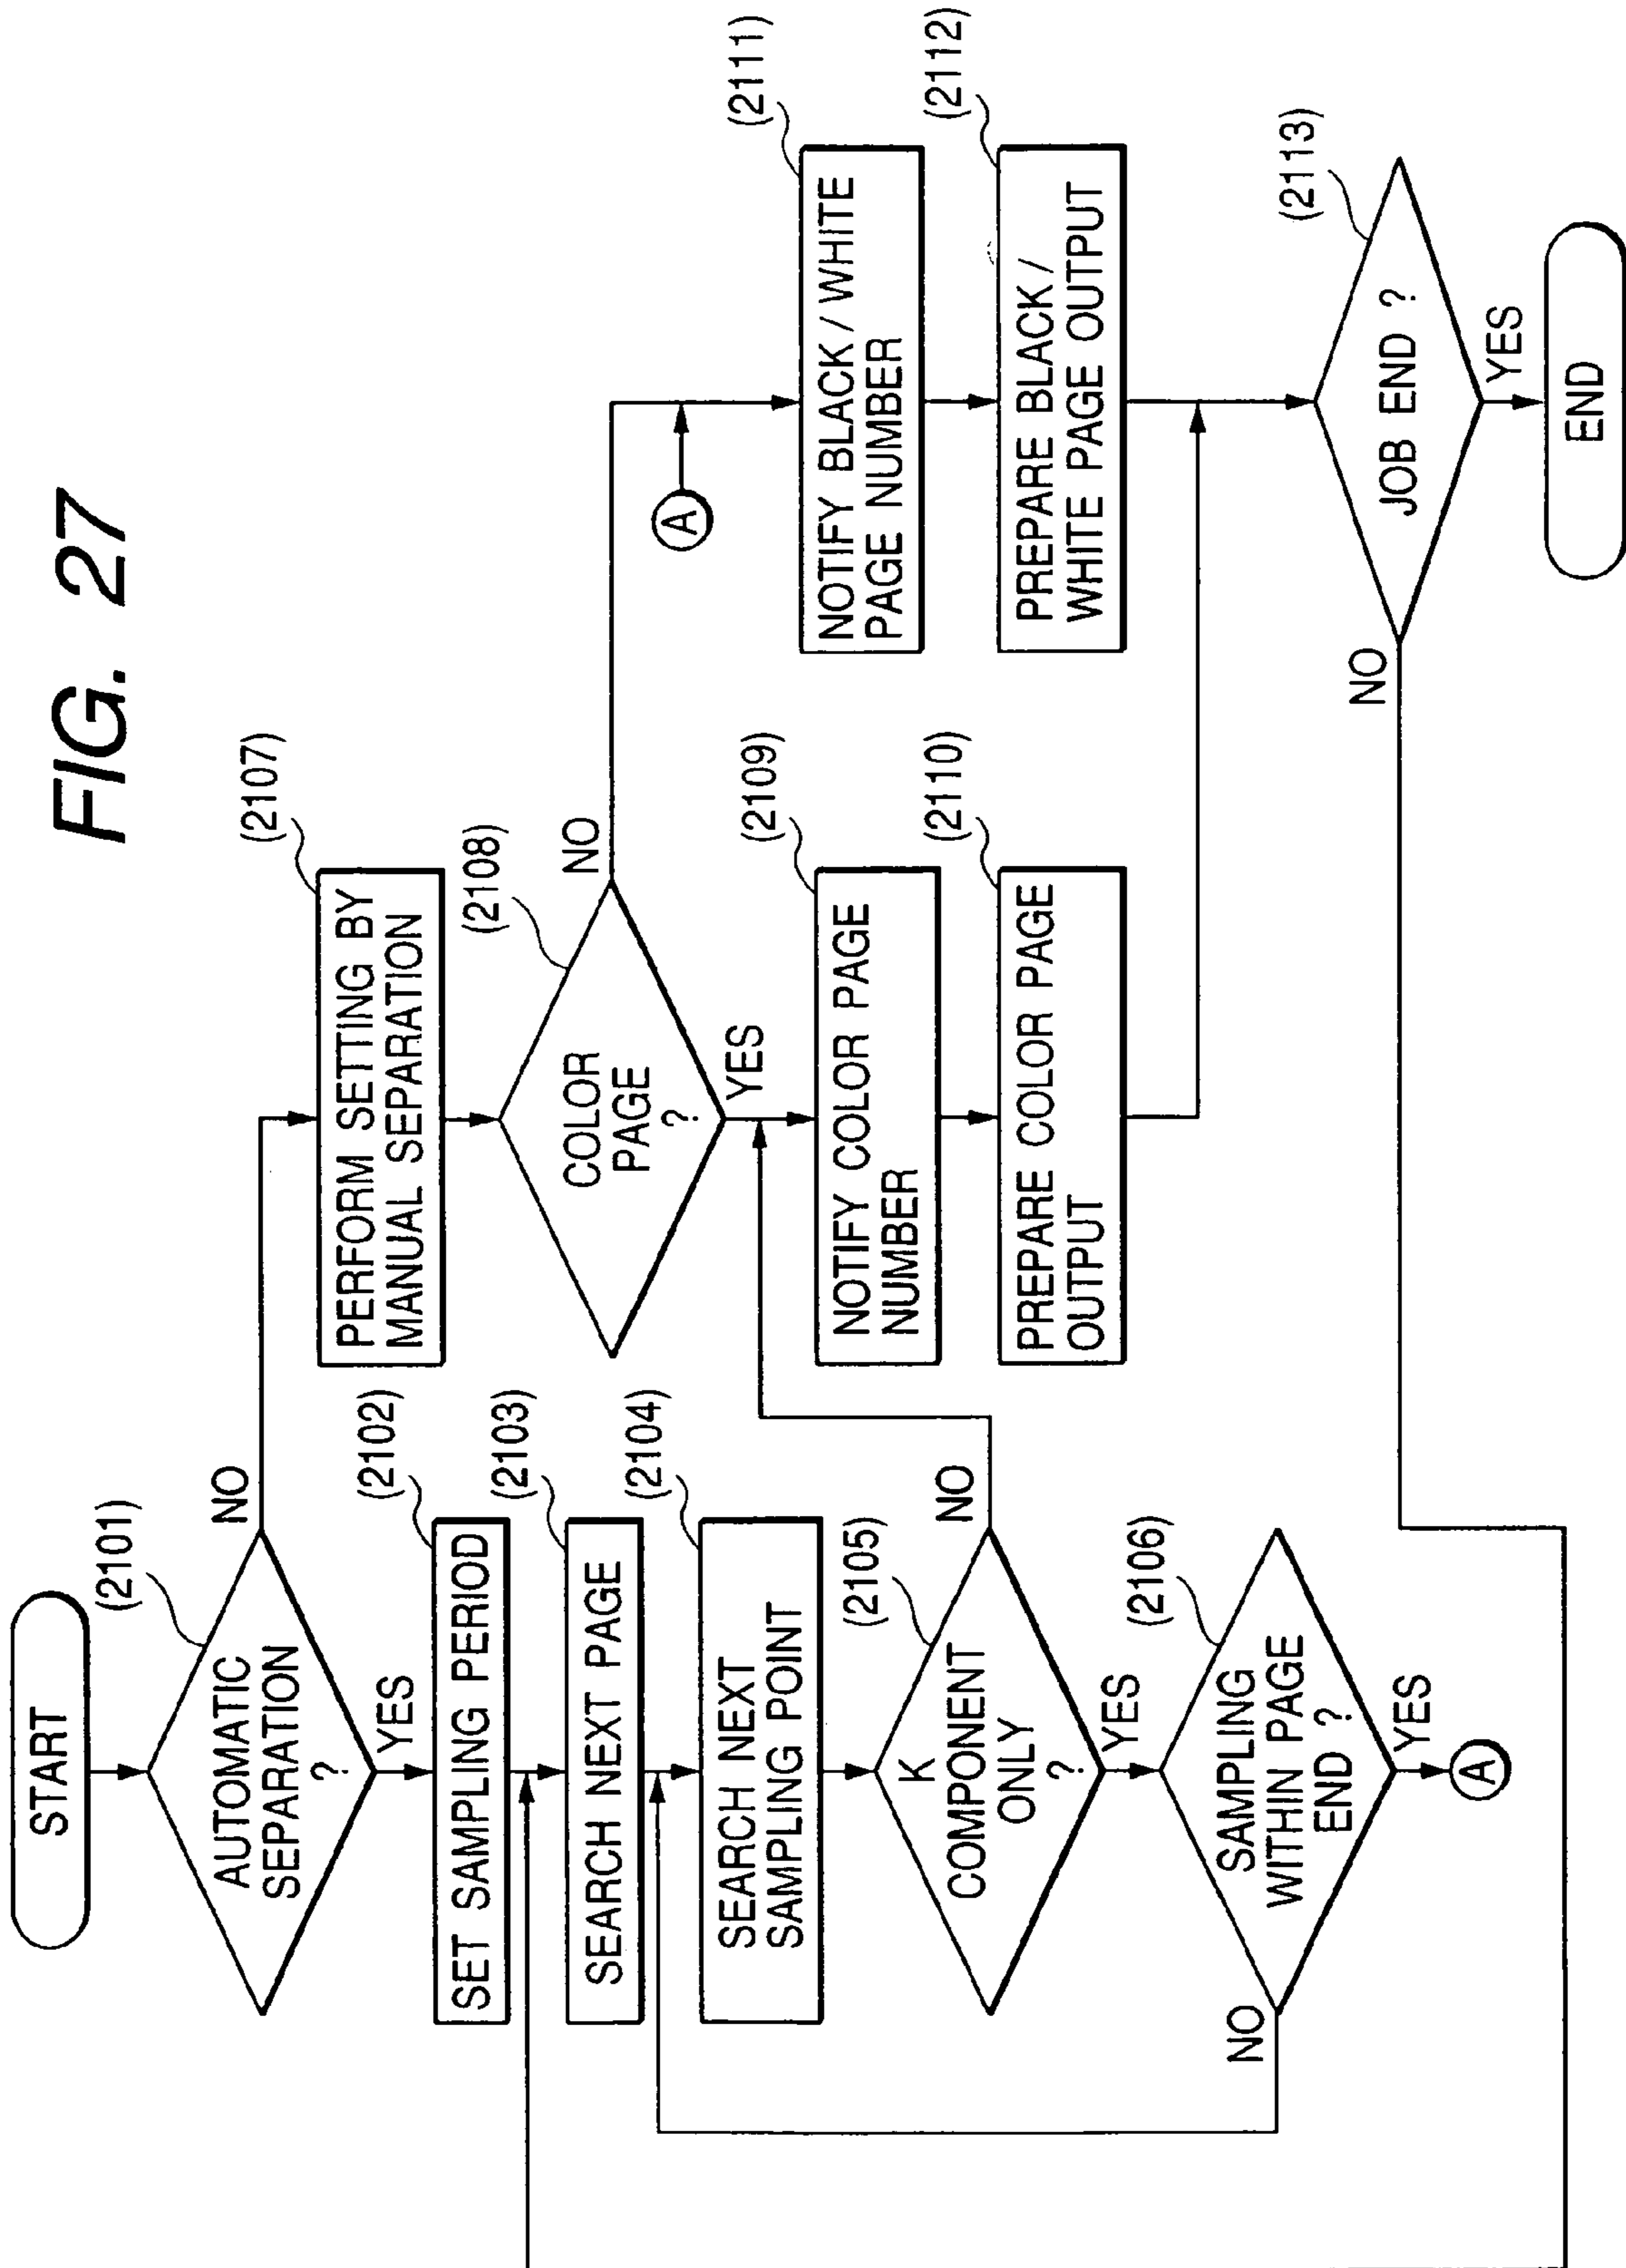 FIG. 27
START
(2101)
AUTOMATIC
SEPARATION
?
NO
YES
(2102)
SET SAMPLING PERIOD
(2103)
SEARCH NEXT PAGE
(2104)
SEARCH NEXT
SAMPLING POINT
(2105)
K
COMPONENT
ONLY
?
NO
YES
(2106)
SAMPLING
WITHIN PAGE
END ?
NO
YES
A
(2107)
PERFORM SETTING BY
MANUAL SEPARATION
(2108)
COLOR
PAGE
?
NO
YES
(2109)
NOTIFY COLOR PAGE
NUMBER
(2110)
PREPARE COLOR PAGE
OUTPUT
A
(2111)
NOTIFY BLACK / WHITE
PAGE NUMBER
(2112)
PREPARE BLACK /
WHITE PAGE OUTPUT
(2113)
JOB END ?
NO
YES
END